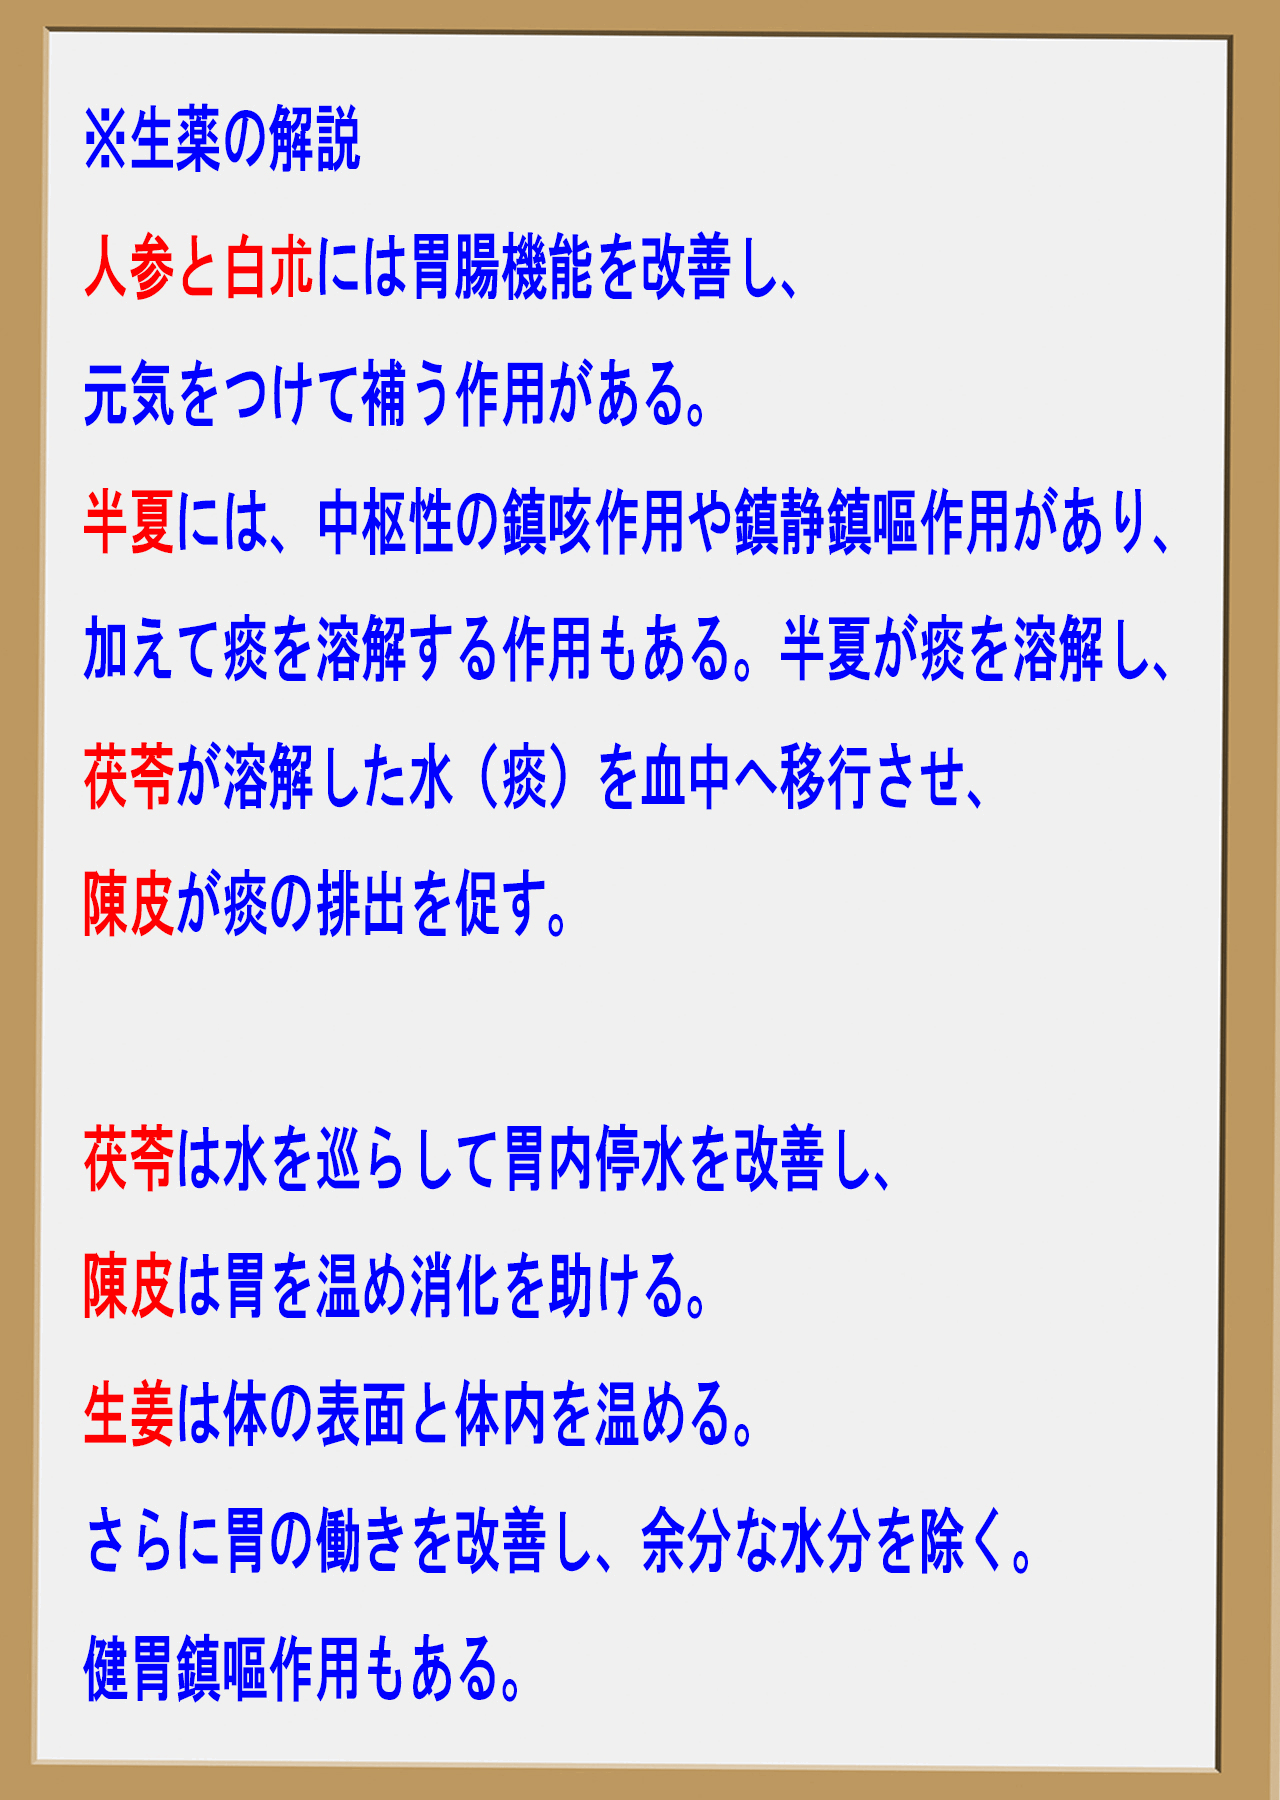 ※生薬の解説
人参と白朮には胃腸機能を改善し、
元気をつけて補う作用がある。
半夏には、中枢性の鎮咳作用や鎮静鎮嘔作用があり、
加えて痰を溶解する作用もある。半夏が痰を溶解し、
茯苓が溶解した水（痰）を血中へ移行させ、
陳皮が痰の排出を促す。
茯苓は水を巡らして胃内停水を改善し、
陳皮は胃を温め消化を助ける。
生姜は体の表面と体内を温める。
さらに胃の働きを改善し、余分な水分を除く。
健胃鎮嘔作用もある。